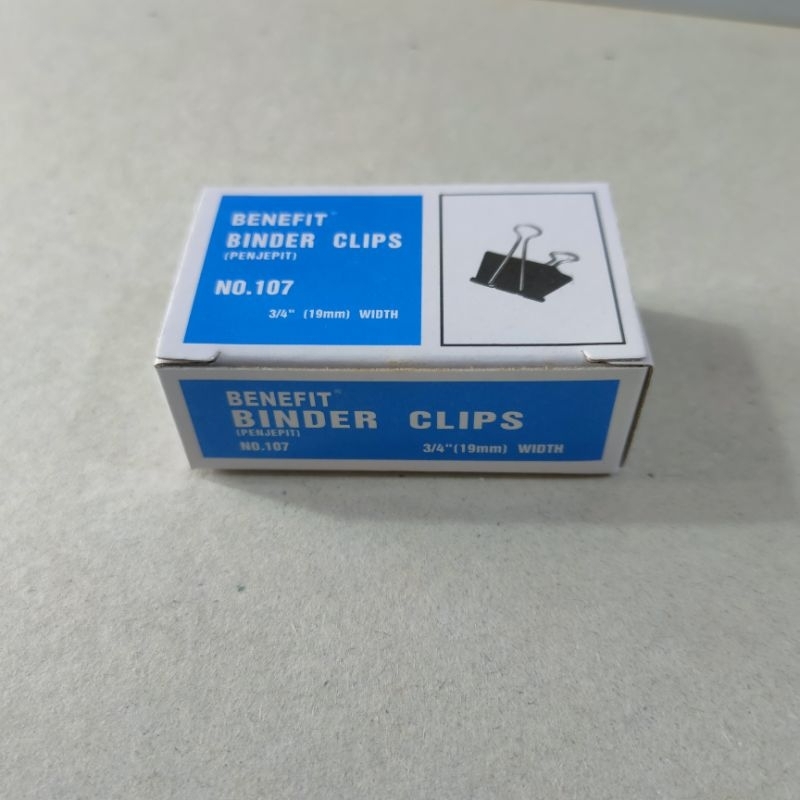 BENEFIT®
BINDER CLIPS
(PENJEPIT)
NO.107
3/4" (19mm) WIDTH
BENEFIT®
BINDER CLIPS
(PENJEPIT)
NO.107 3/4"(19mm) WIDTH